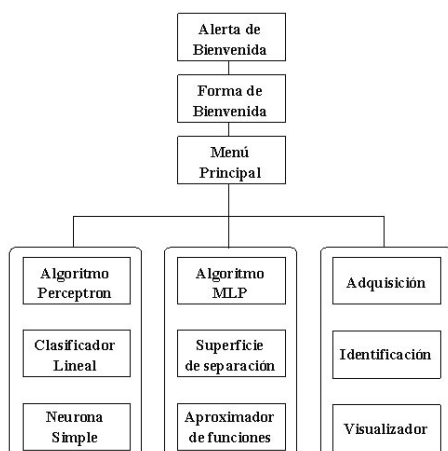 Alerta de
Bienvenida
Forma de
Bienvenida
Menú
Principal
Algoritmo
Perceptron
Clasificador
Lineal
Neurona
Simple
Algoritmo
MLP
Superficie
de separación
Aproximador
de funciones
Adquisición
Identificación
Visualizador